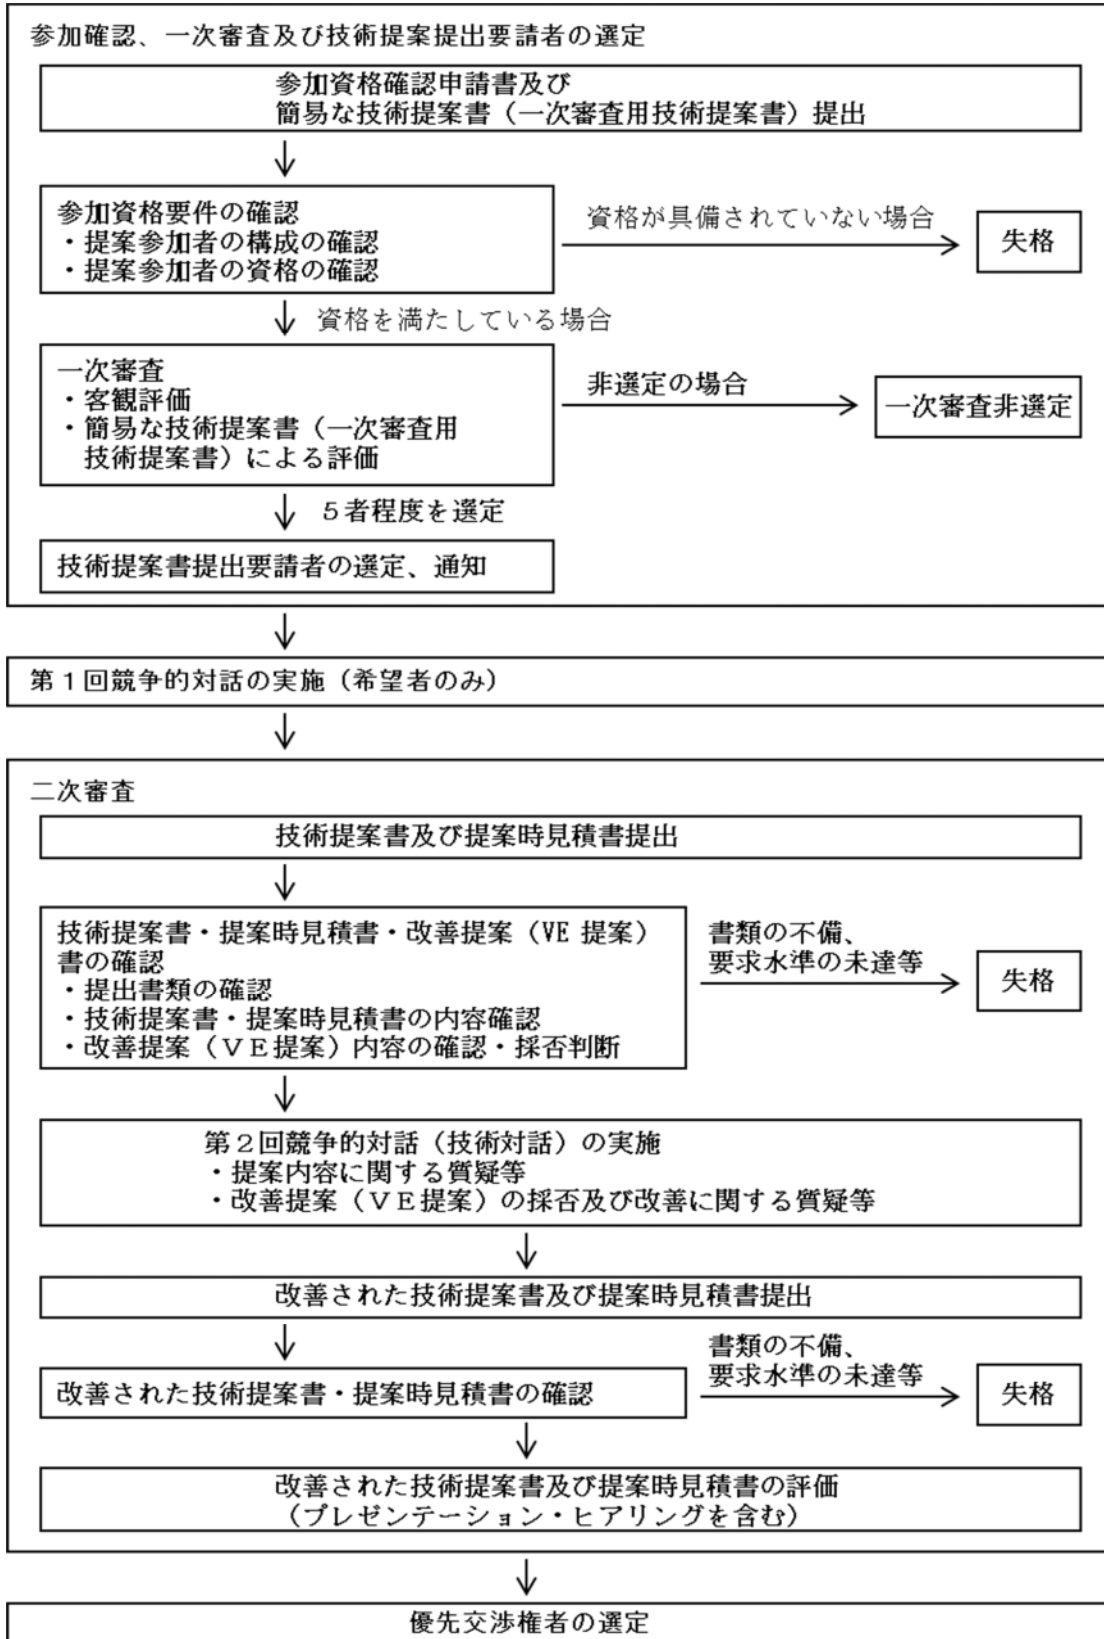 参加確認、一次審査及び技術提案提出要請者の選定
参加資格確認申請書及び
簡易な技術提案書（一次審査用技術提案書）提出
参加資格要件の確認
・提案参加者の構成の確認
・提案参加者の資格の確認
資格が具備されていない場合
失格
資格を満たしている場合
一次審査
・客観評価
・簡易な技術提案書（一次審査用
技術提案書）による評価
非選定の場合
一次審査非選定
５者程度を選定
技術提案書提出要請者の選定、通知
第１回競争的対話の実施（希望者のみ）
二次審査
技術提案書及び提案時見積書提出
技術提案書・提案時見積書・改善提案（VE 提案）
書の確認
・提出書類の確認
・技術提案書・提案時見積書の内容確認
・改善提案（ＶＥ提案）内容の確認・採否判断
書類の不備、
要求水準の未達等
失格
第２回競争的対話（技術対話）の実施
・提案内容に関する質疑等
・改善提案（ＶＥ提案）の採否及び改善に関する質疑等
改善された技術提案書及び提案時見積書提出
改善された技術提案書・提案時見積書の確認
書類の不備、
要求水準の未達等
失格
改善された技術提案書及び提案時見積書の評価
（プレゼンテーション・ヒアリングを含む）
優先交渉権者の選定